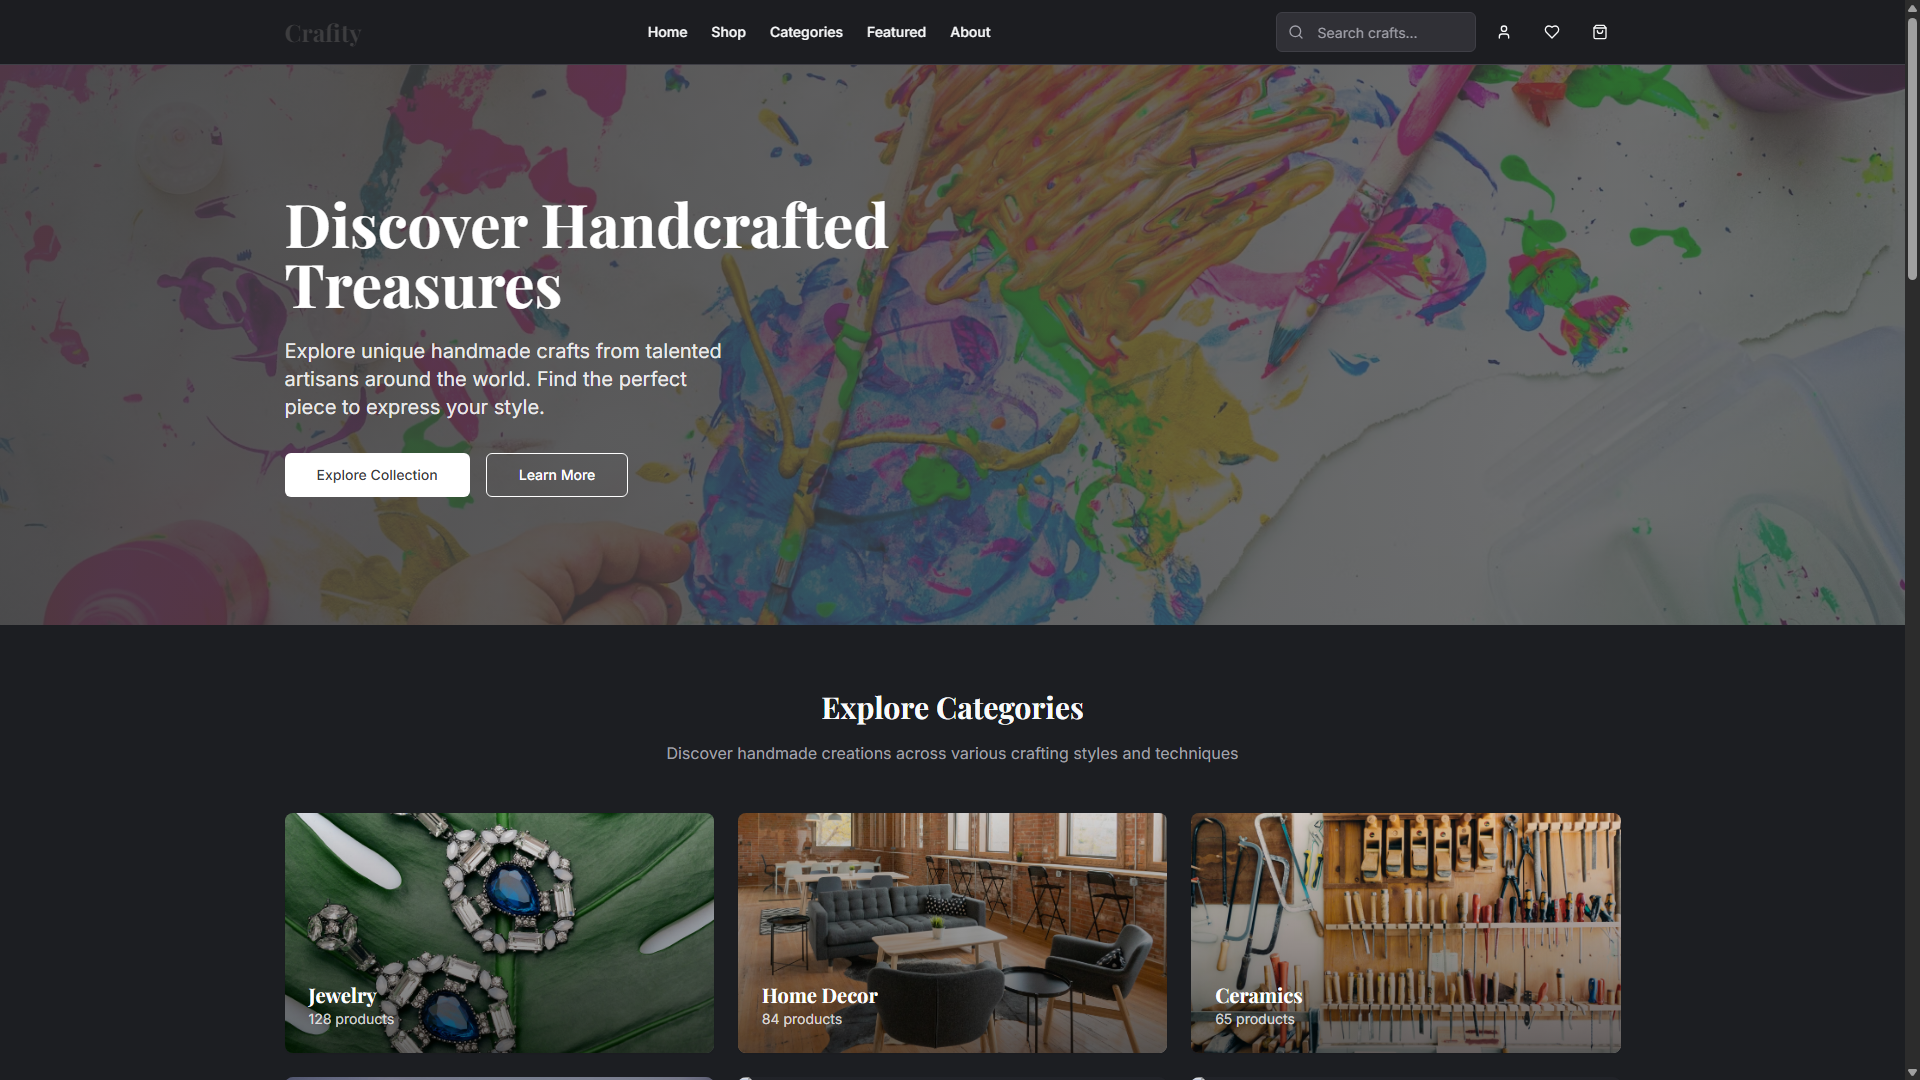 Crafity
Home
Shop
Categories
Featured
About
Search crafts...
Discover Handcrafted
Treasures
Explore unique handmade crafts from talented
artisans around the world. Find the perfect
piece to express your style.
Explore Collection
Learn More
Explore Categories
Discover handmade creations across various crafting styles and techniques
Jewelry
128 products
Home Decor
84 products
Ceramics
65 products